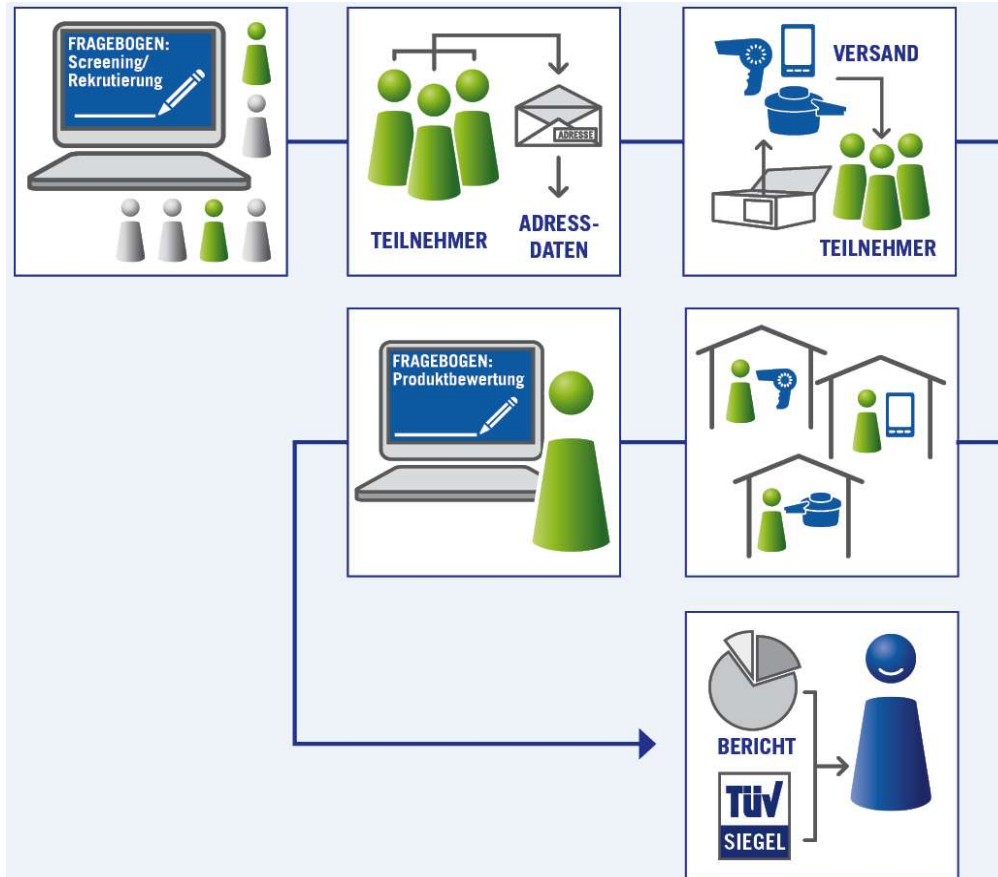 FRAGEBOGEN:
Screening/
Rekrutierung
TEILNEHMER
ADRESSE
ADRESS-
DATEN
VERSAND
TEILNEHMER
FRAGEBOGEN:
Produktbewertung
BERICHT
TÜV
SIEGEL